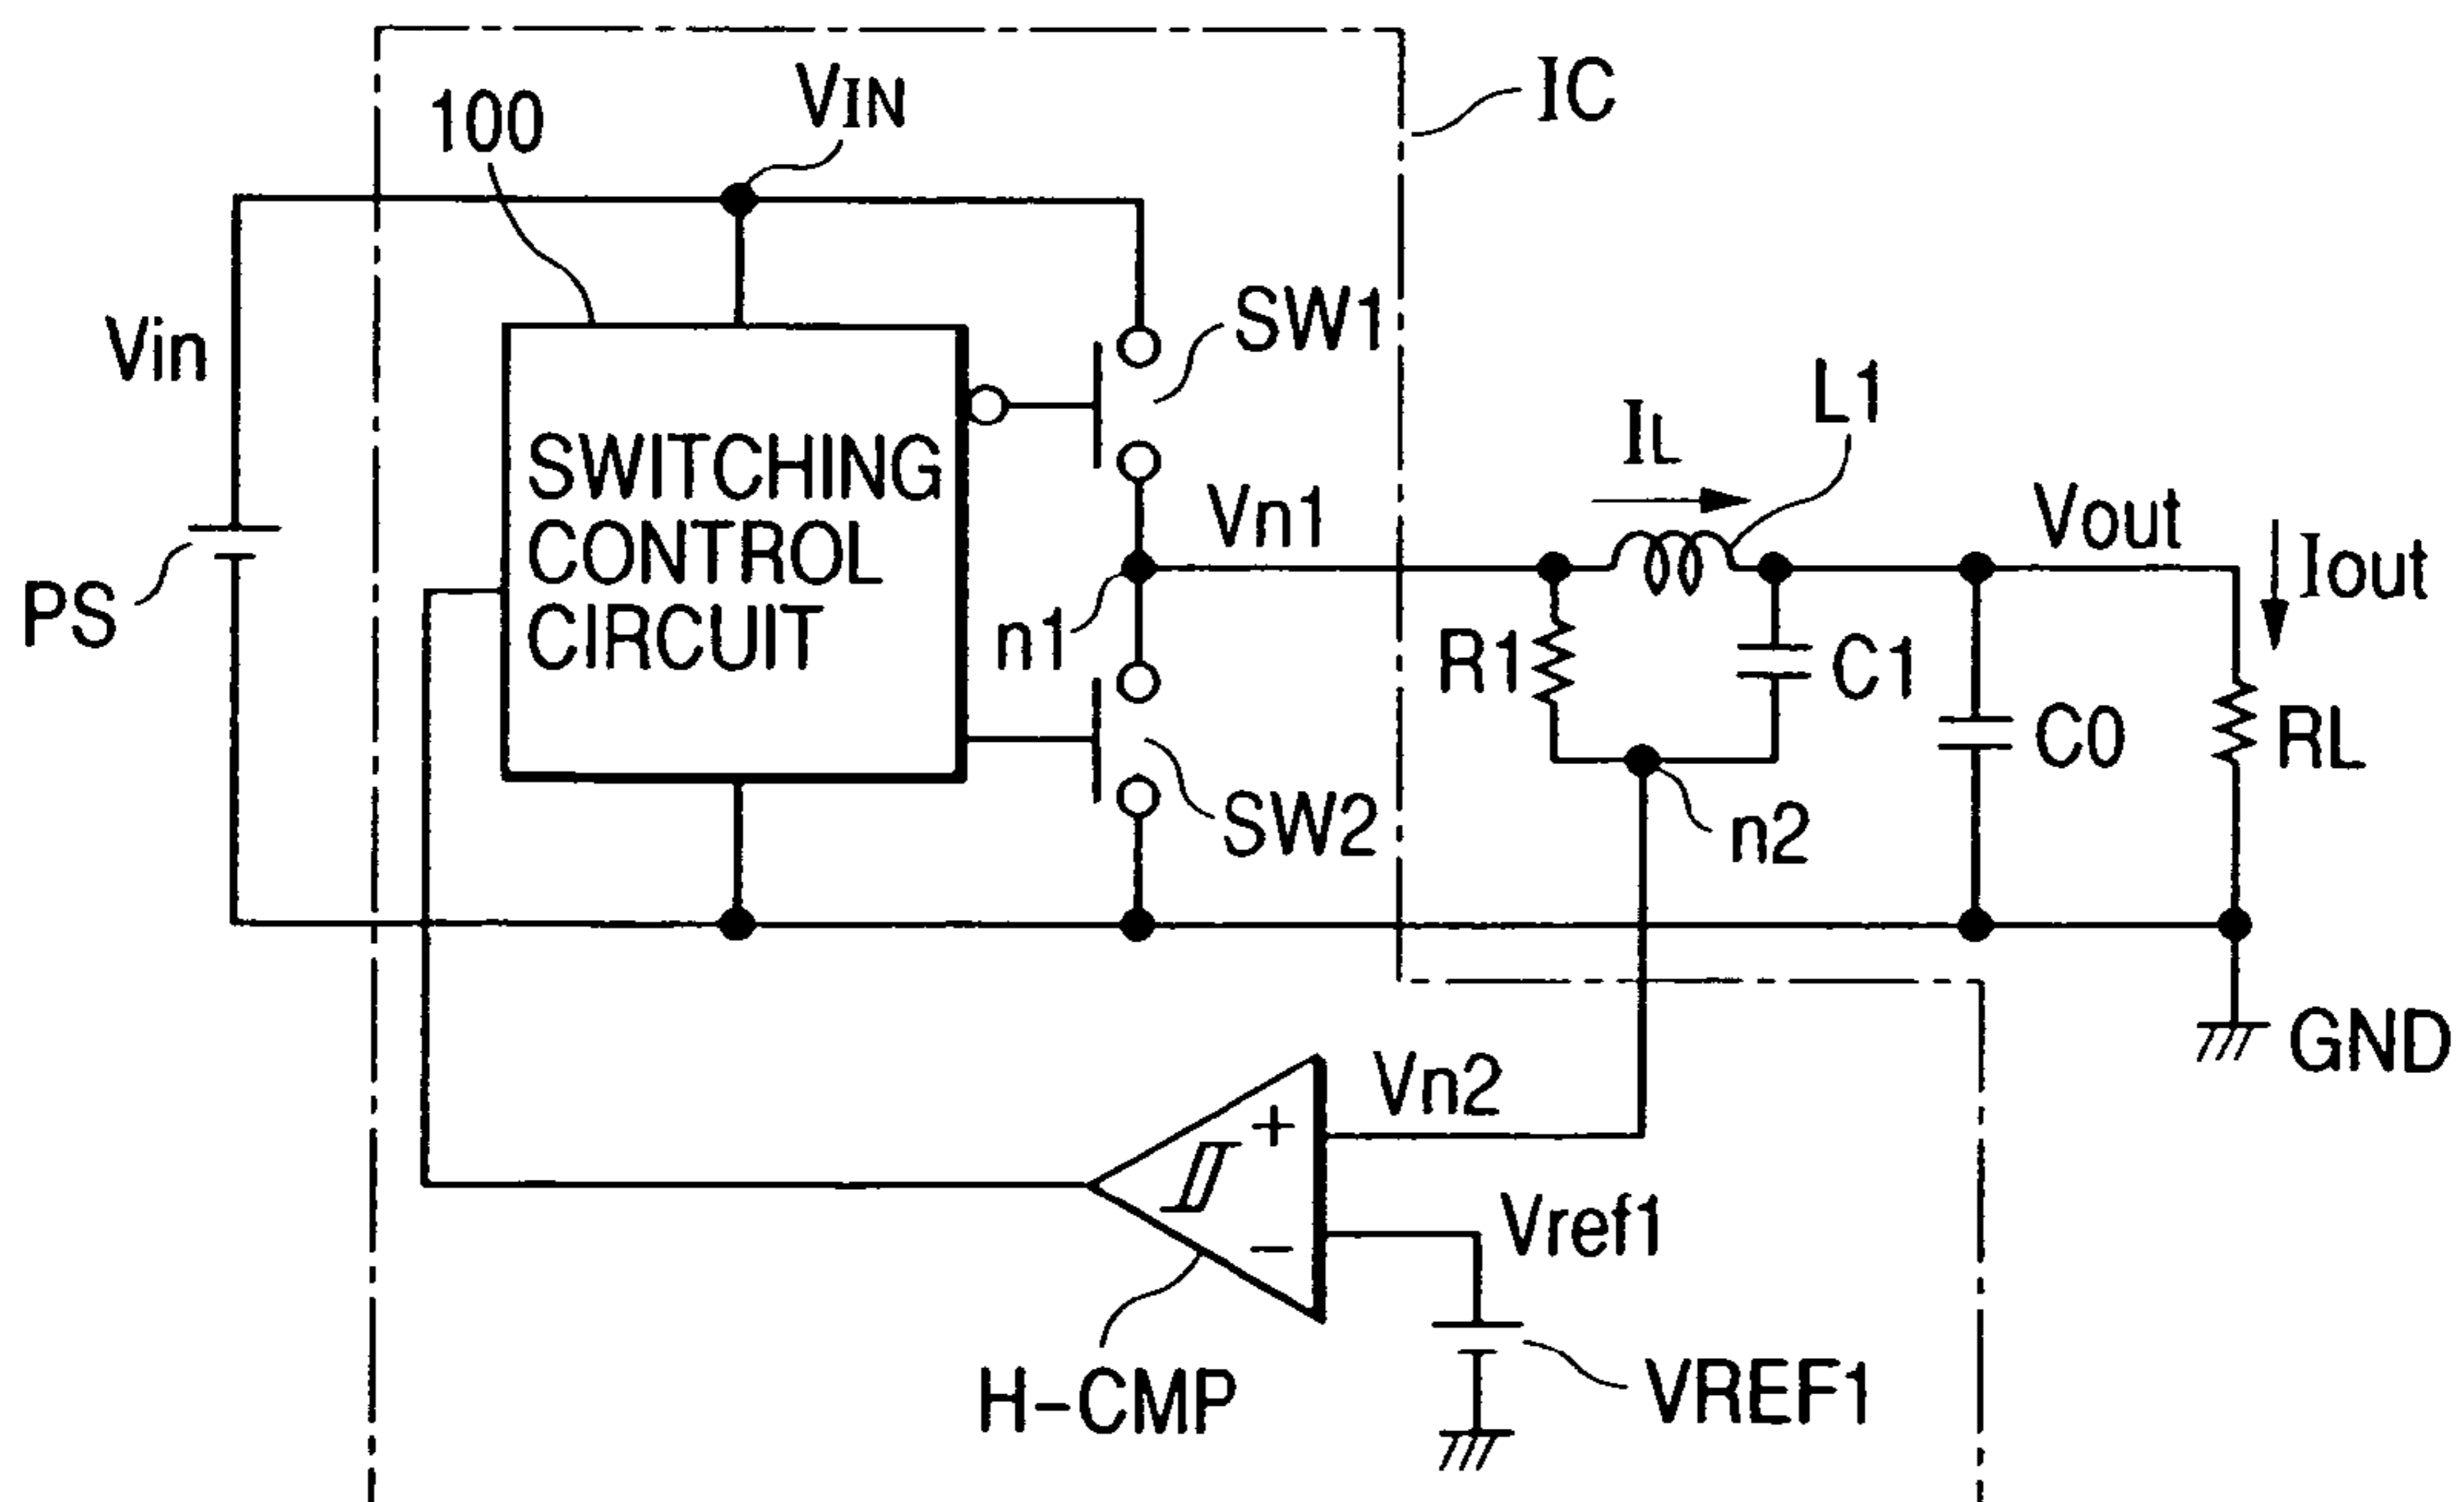 IC
VIN
100
Vin
SW1
L1
IL
SWITCHING
CONTROL
CIRCUIT
Vn1
Vout
Iout
PS
n1
R1
C1
C0
RL
SW2
n2
GND
Vn2
+
Vref1
−
H-CMP
VREF1